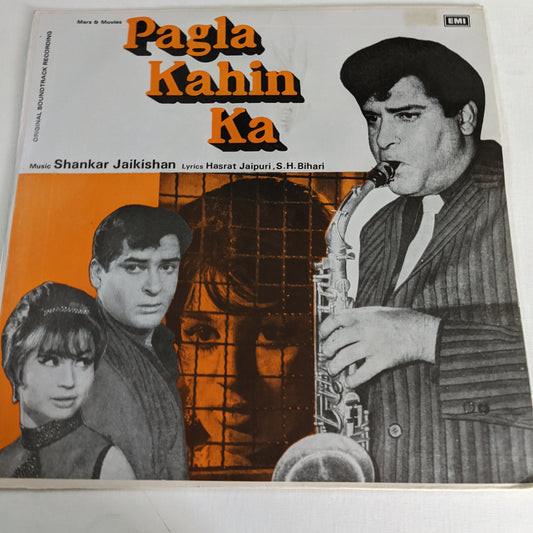 Mars & Movies
EMI
Pagla
Kahin
Ka
ORIGINAL SOUNDTRACK RECORDING
Music Shankar Jaikishan Lyrics Hasrat Jaipuri, S.H. Bihari